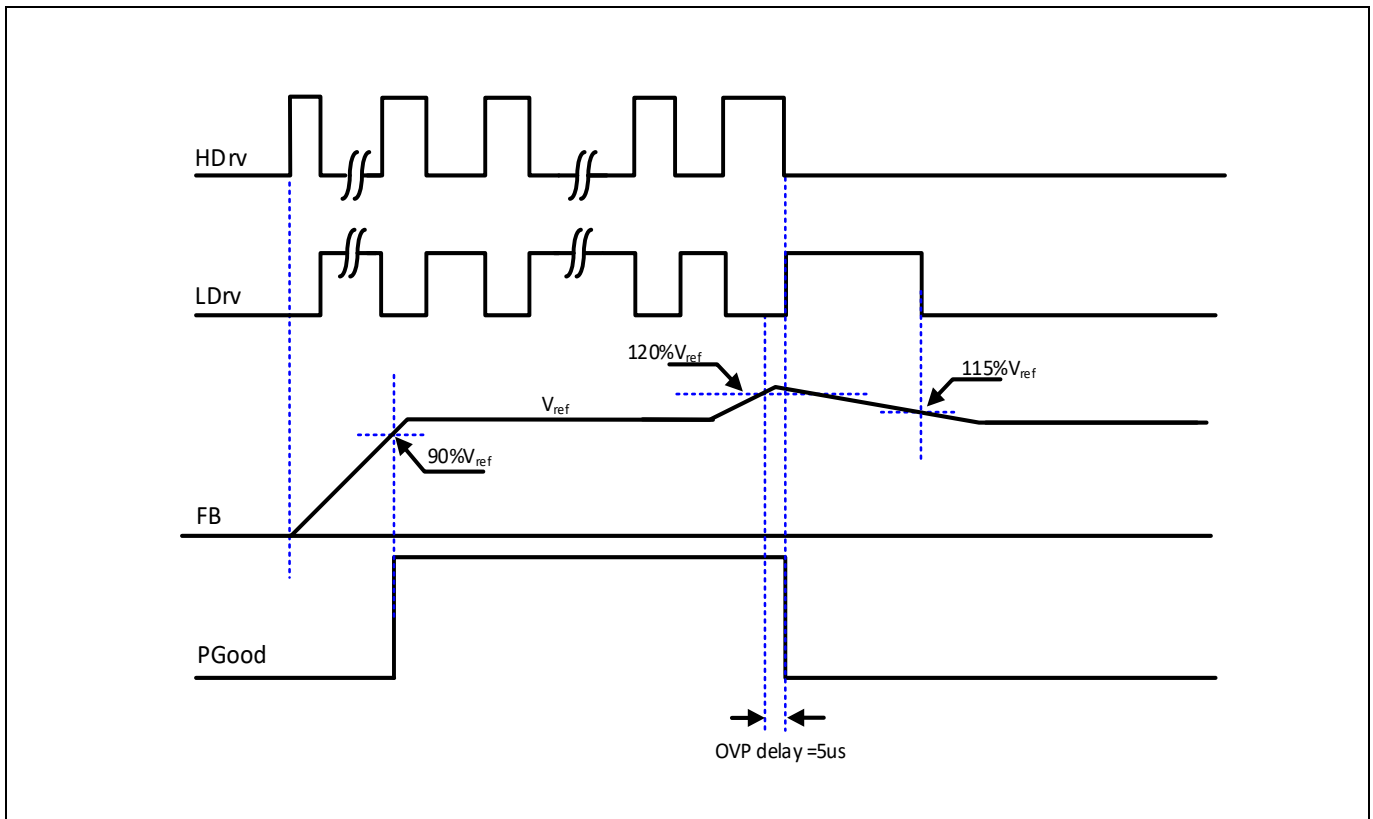 HDrv
LDrv
120%Vref
115%Vref
Vref
90%Vref
FB
PGood
OVP delay =5us